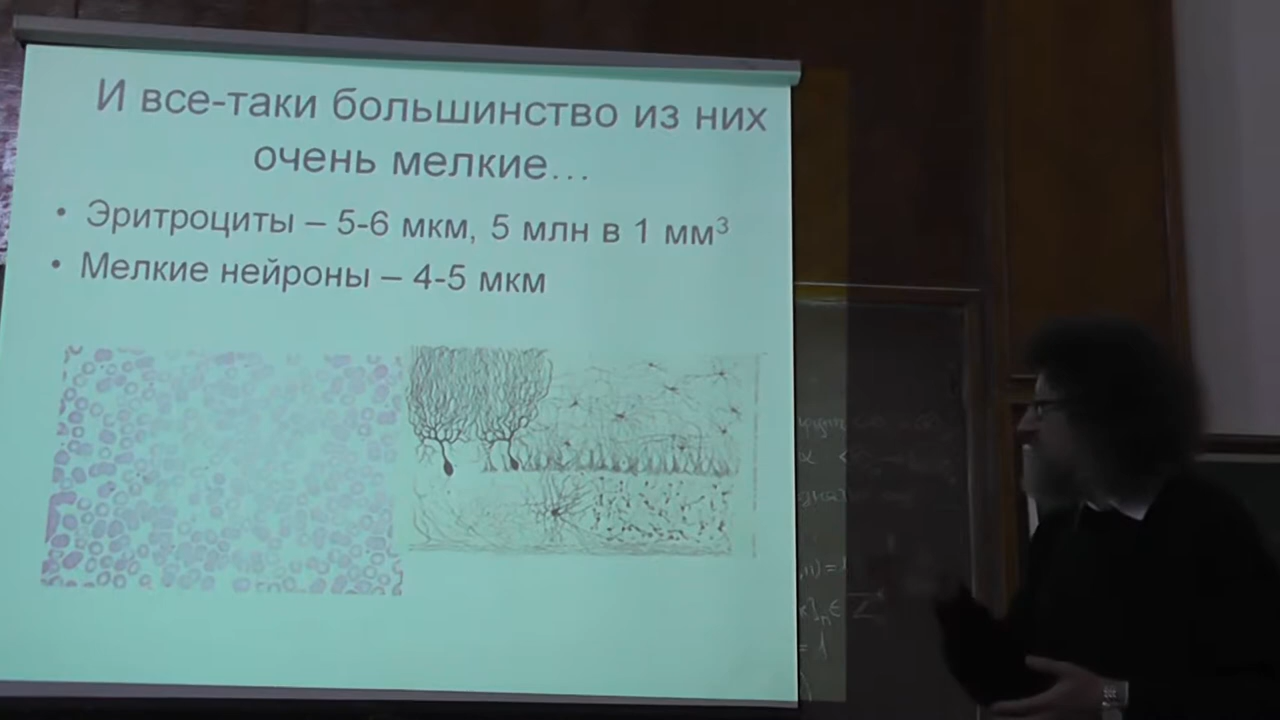 И все-таки большинство из них
очень мелкие...
• Эритроциты – 5-6 мкм, 5 млн в 1 мм³
• Мелкие нейроны – 4-5 мкм